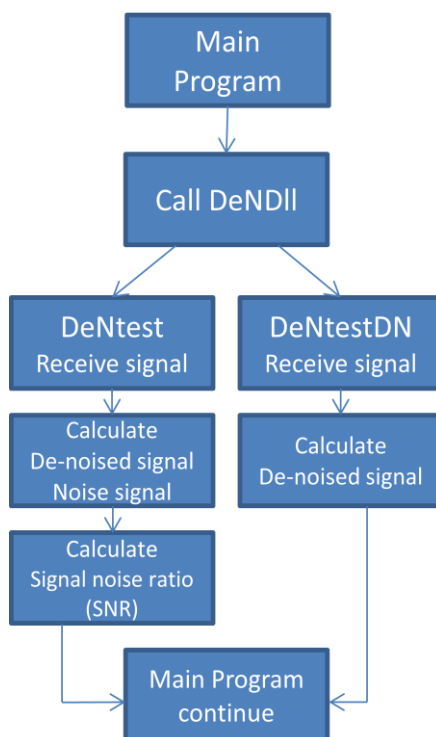 Main
Program
Call DeNDll
DeNtest
Receive signal
DeNtestDN
Receive signal
Calculate
De-noised signal
Noise signal
Calculate
De-noised signal
Calculate
Signal noise ratio
(SNR)
Main Program
continue